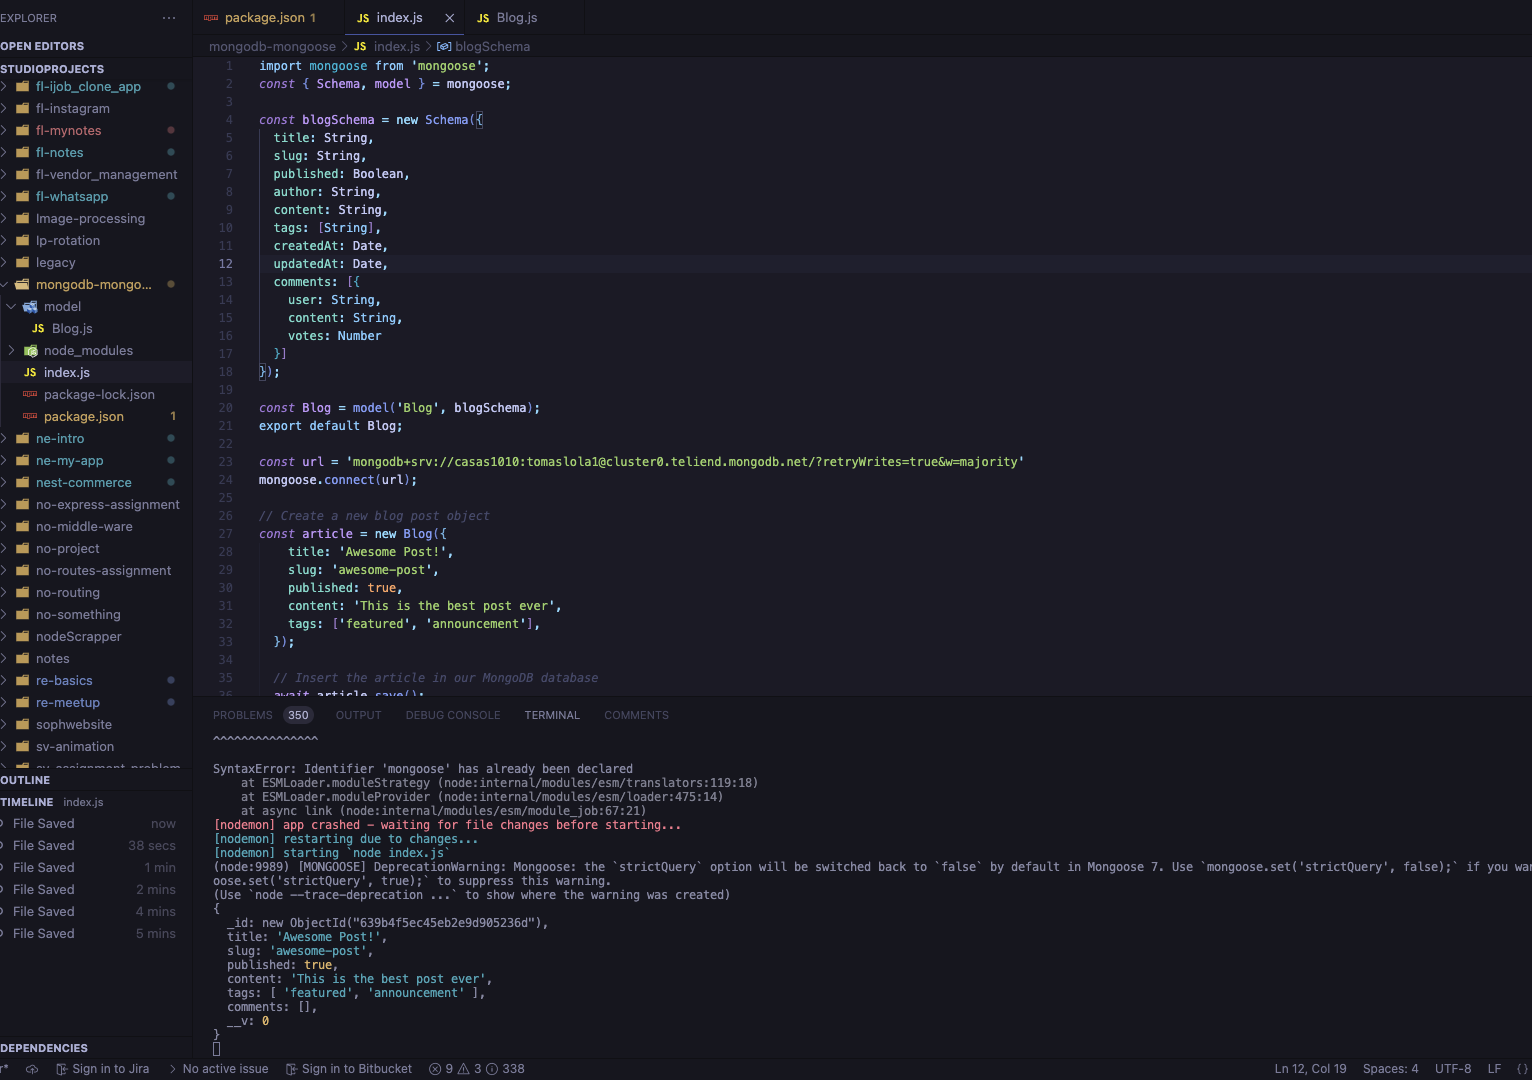 EXPLORER
···
OPEN EDITORS
STUDIOPROJECTS
fl-ijob_clone_app
fl-instagram
fl-mynotes
fl-notes
fl-vendor_management
fl-whatsapp
Image-processing
Ip-rotation
legacy
mongodb-mongo...
model
JS Blog.js
node_modules
JS index.js
package-lock.json
package.json 1
ne-intro
ne-my-app
nest-commerce
no-express-assignment
no-middle-ware
no-project
no-routes-assignment
no-routing
no-something
nodeScrapper
notes
re-basics
re-meetup
sophwebsite
sv-animation
sv-assignment-problem
OUTLINE
TIMELINE index.js
File Saved now
File Saved 38 secs
File Saved 1 min
File Saved 2 mins
File Saved 4 mins
File Saved 5 mins
DEPENDENCIES
package.json 1 JS index.js JS Blog.js
mongodb-mongoose > JS index.js > blogSchema
1 import mongoose from 'mongoose';
2 const { Schema, model } = mongoose;
3
4 const blogSchema = new Schema({
5 title: String,
6 slug: String,
7 published: Boolean,
8 author: String,
9 content: String,
10 tags: [String],
11 createdAt: Date,
12 updatedAt: Date,
13 comments: [{
14 user: String,
15 content: String,
16 votes: Number
17 }]
18 });
19
20 const Blog = model('Blog', blogSchema);
21 export default Blog;
22
23 const url = 'mongodb+srv://casas1010:tomaslola1@cluster0.teliend.mongodb.net/?retryWrites=true&w=majority'
24 mongoose.connect(url);
25
26 // Create a new blog post object
27 const article = new Blog({
28 title: 'Awesome Post!',
29 slug: 'awesome-post',
30 published: true,
31 content: 'This is the best post ever',
32 tags: ['featured', 'announcement'],
33 });
34
35 // Insert the article in our MongoDB database
36 await article.save();
PROBLEMS 350 OUTPUT DEBUG CONSOLE TERMINAL COMMENTS
^^^^^^^^^^^^^^^
SyntaxError: Identifier 'mongoose' has already been declared
at ESMLoader.moduleStrategy (node:internal/modules/esm/translators:119:18)
at ESMLoader.moduleProvider (node:internal/modules/esm/loader:475:14)
at async link (node:internal/modules/esm/module_job:67:21)
[nodemon] app crashed - waiting for file changes before starting...
[nodemon] restarting due to changes...
[nodemon] starting `node index.js`
(node:9989) [MONGOOSE] DeprecationWarning: Mongoose: the `strictQuery` option will be switched back to `false` by default in Mongoose 7. Use `mongoose.set('strictQuery', false);` if you wan
oose.set('strictQuery', true);` to suppress this warning.
(Use `node --trace-deprecation ...` to show where the warning was created)
{
_id: new ObjectId("639b4f5ec45eb2e9d905236d"),
title: 'Awesome Post!',
slug: 'awesome-post',
published: true,
content: 'This is the best post ever',
tags: [ 'featured', 'announcement' ],
comments: [],
__v: 0
}
r* Sign in to Jira > No active issue Sign in to Bitbucket 9 3 338 Ln 12, Col 19 Spaces: 4 UTF-8 LF {}